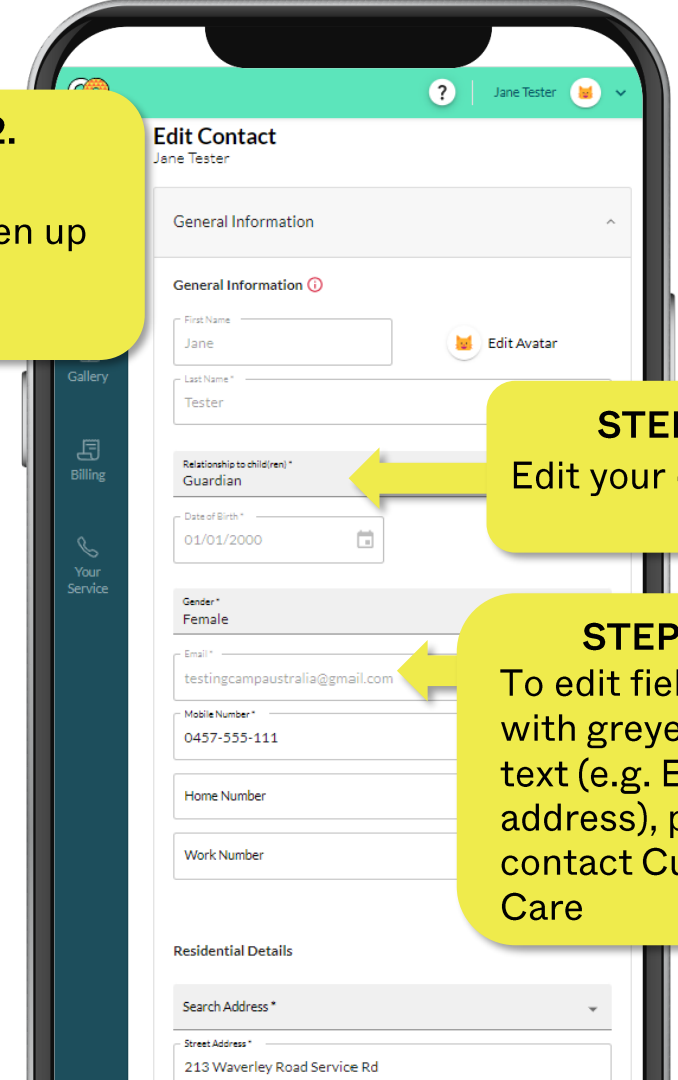 ?
Jane Tester
2.
en up
Edit Contact
Jane Tester
General Information
General Information
First Name
Jane
Edit Avatar
Last Name *
Tester
Gallery
Billing
Your
Service
Relationship to child(ren) *
Guardian
Date of Birth *
01/01/2000
Gender *
Female
Email *
testingcampaustralia@gmail.com
Mobile Number *
0457-555-111
Home Number
Work Number
STE
Edit your
STEP
To edit fiel
with greye
text (e.g. E
address), p
contact Cu
Care
Residential Details
Search Address *
Street Address *
213 Waverley Road Service Rd